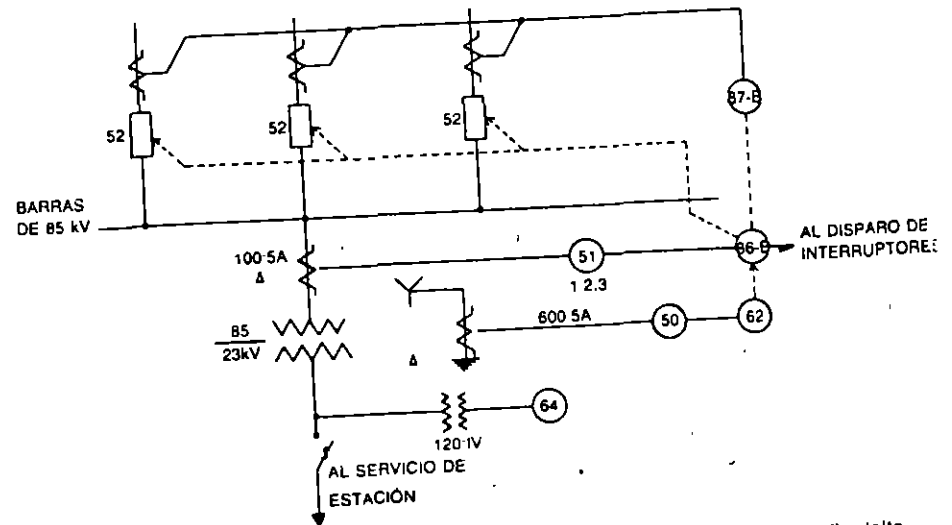 52
52
52
87-B
BARRAS
DE 85 kV
100-5A
Δ
51
1 2.3
86-B
AL DISPARO DE
INTERRUPTORES
85
23kV
Δ
600 5A
50
62
120-1V
64
AL SERVICIO DE
ESTACIÓN